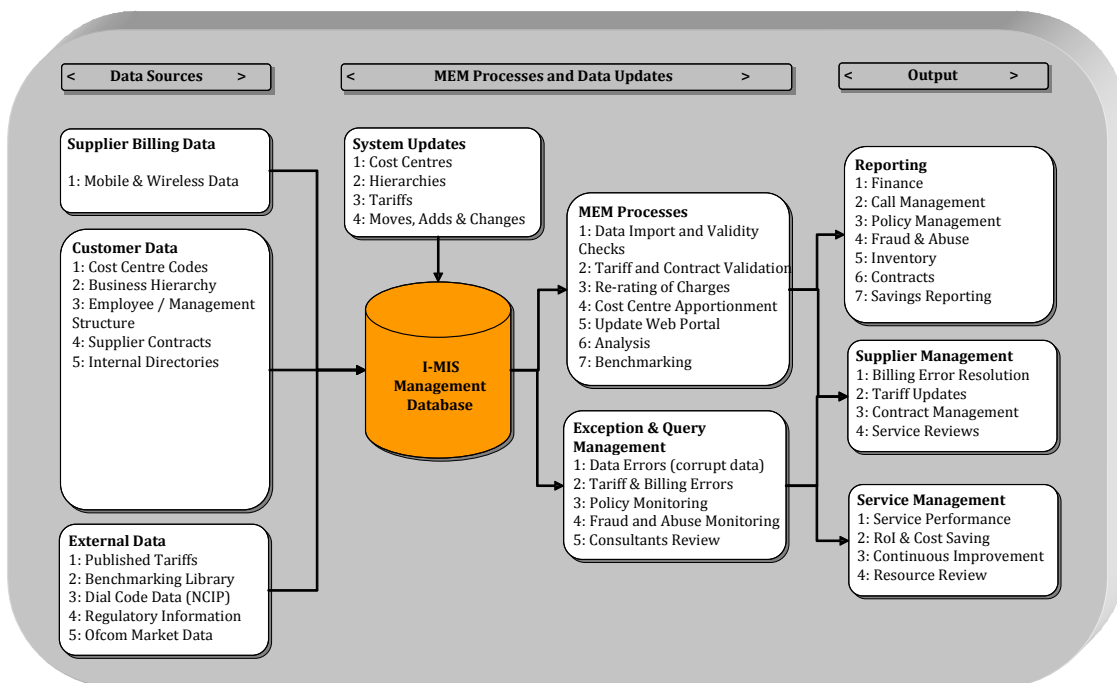 < Data Sources >
< MEM Processes and Data Updates >
< Output >
Supplier Billing Data
1: Mobile & Wireless Data
Customer Data
1: Cost Centre Codes
2: Business Hierarchy
3: Employee / Management
Structure
4: Supplier Contracts
5: Internal Directories
External Data
1: Published Tariffs
2: Benchmarking Library
3: Dial Code Data (NCIP)
4: Regulatory Information
5: Ofcom Market Data
System Updates
1: Cost Centres
2: Hierarchies
3: Tariffs
4: Moves, Adds & Changes
I-MIS
Management
Database
MEM Processes
1: Data Import and Validity
Checks
2: Tariff and Contract Validation
3: Re-rating of Charges
4: Cost Centre Apportionment
5: Update Web Portal
6: Analysis
7: Benchmarking
Exception & Query
Management
1: Data Errors (corrupt data)
2: Tariff & Billing Errors
3: Policy Monitoring
4: Fraud and Abuse Monitoring
5: Consultants Review
Reporting
1: Finance
2: Call Management
3: Policy Management
4: Fraud & Abuse
5: Inventory
6: Contracts
7: Savings Reporting
Supplier Management
1: Billing Error Resolution
2: Tariff Updates
3: Contract Management
4: Service Reviews
Service Management
1: Service Performance
2: RoI & Cost Saving
3: Continuous Improvement
4: Resource Review